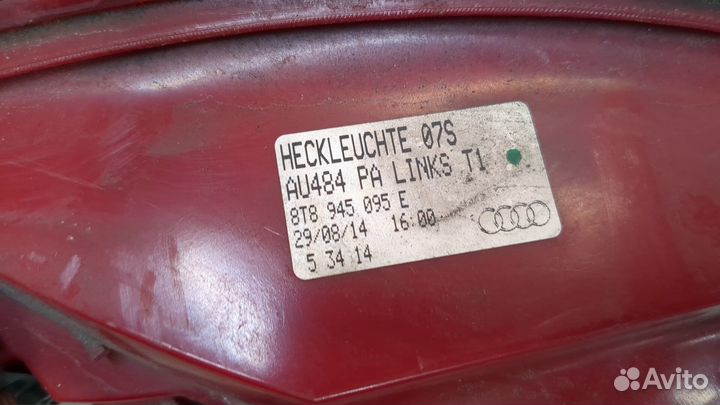 HECKLEUCHTE 07S
AU484 PA LINKS T1
8T8 945 095 E
29/08/14 16:00
5 34 14
Avito